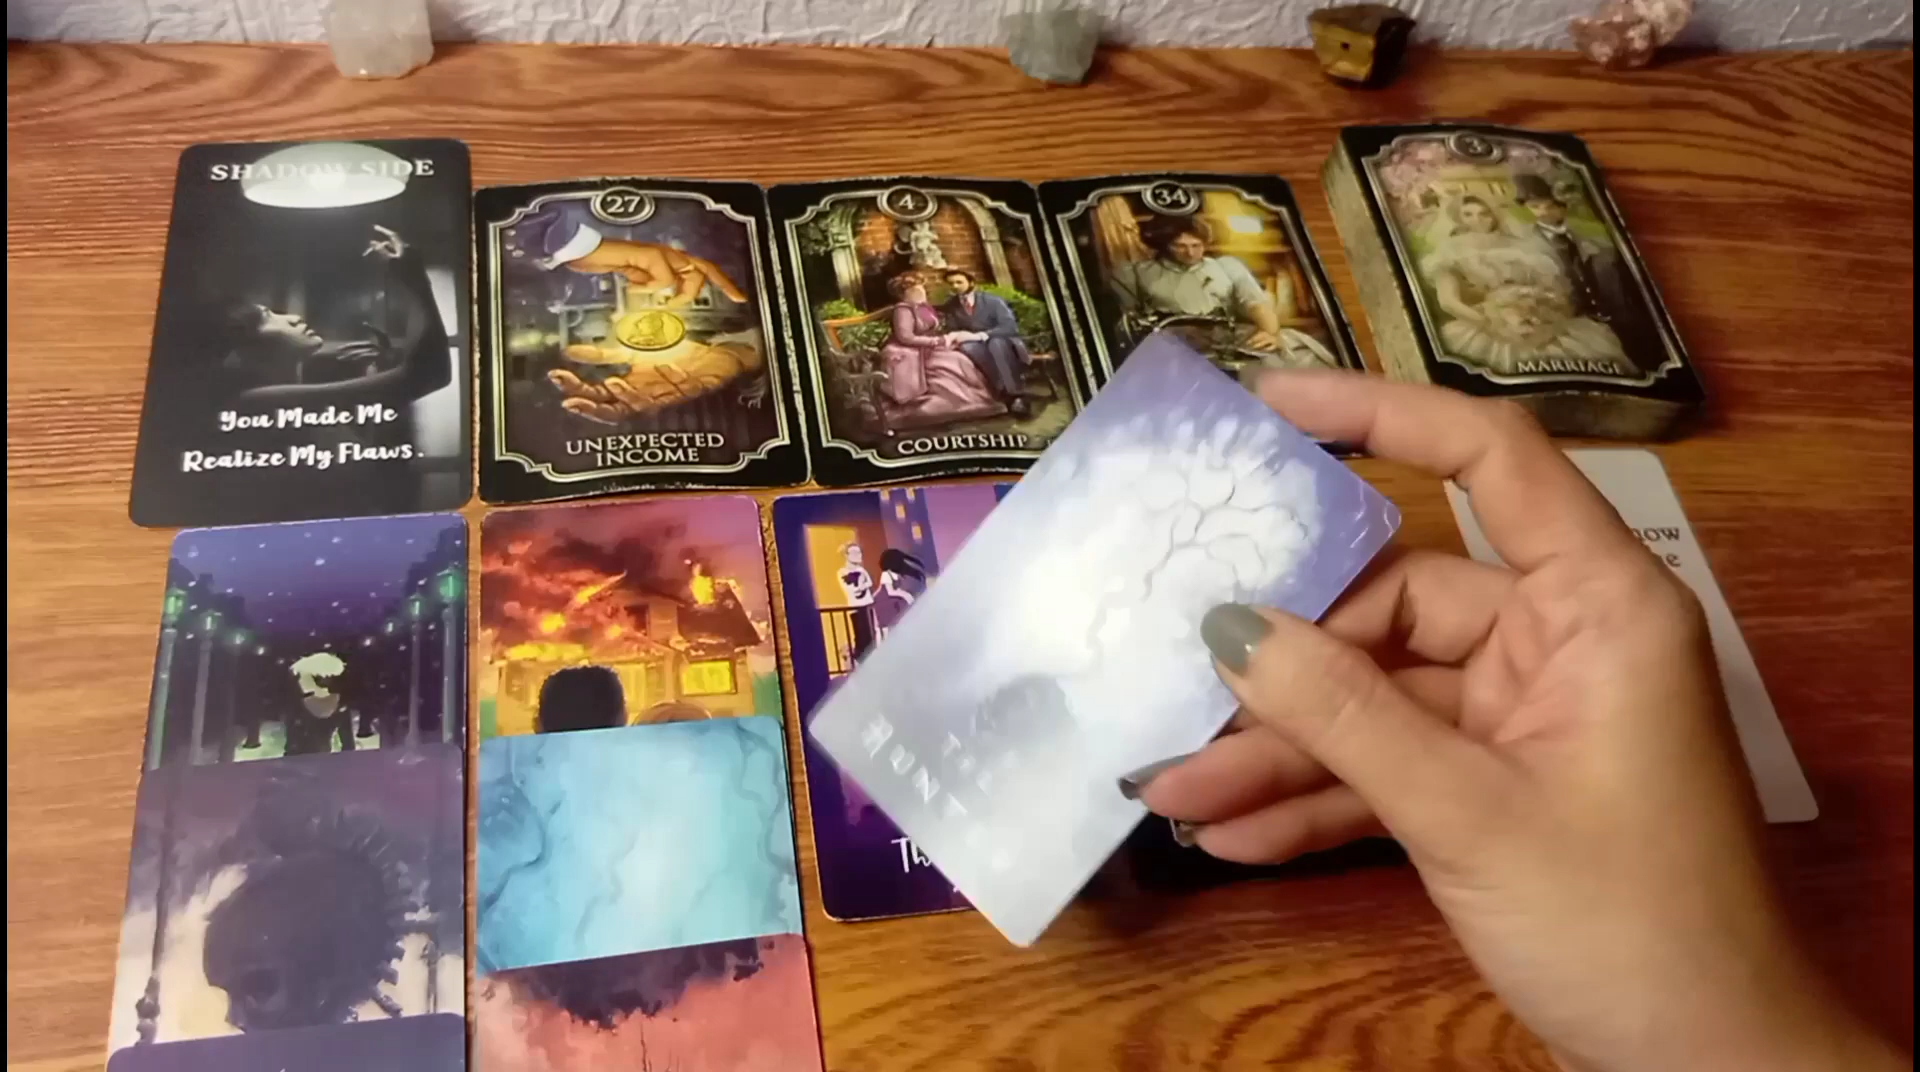 SHADOW SIDE
You Made Me
Realize My Flaws.
27
UNEXPECTED
INCOME
4
COURTSHIP
34
3
MARRIAGE